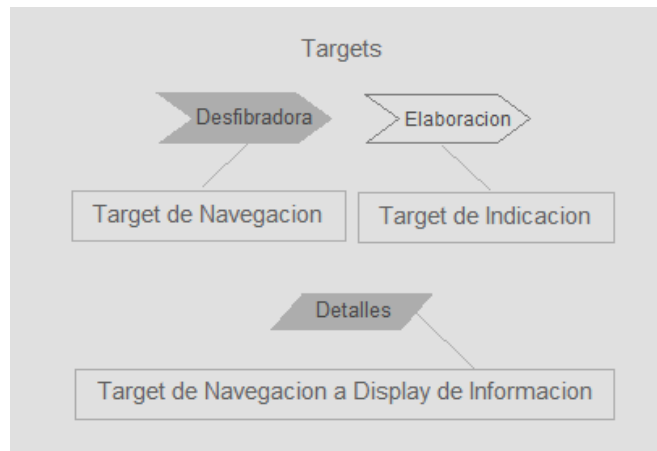 Targets
Desfibradora
Elaboracion
Target de Navegacion
Target de Indicacion
Detalles
Target de Navegacion a Display de Informacion